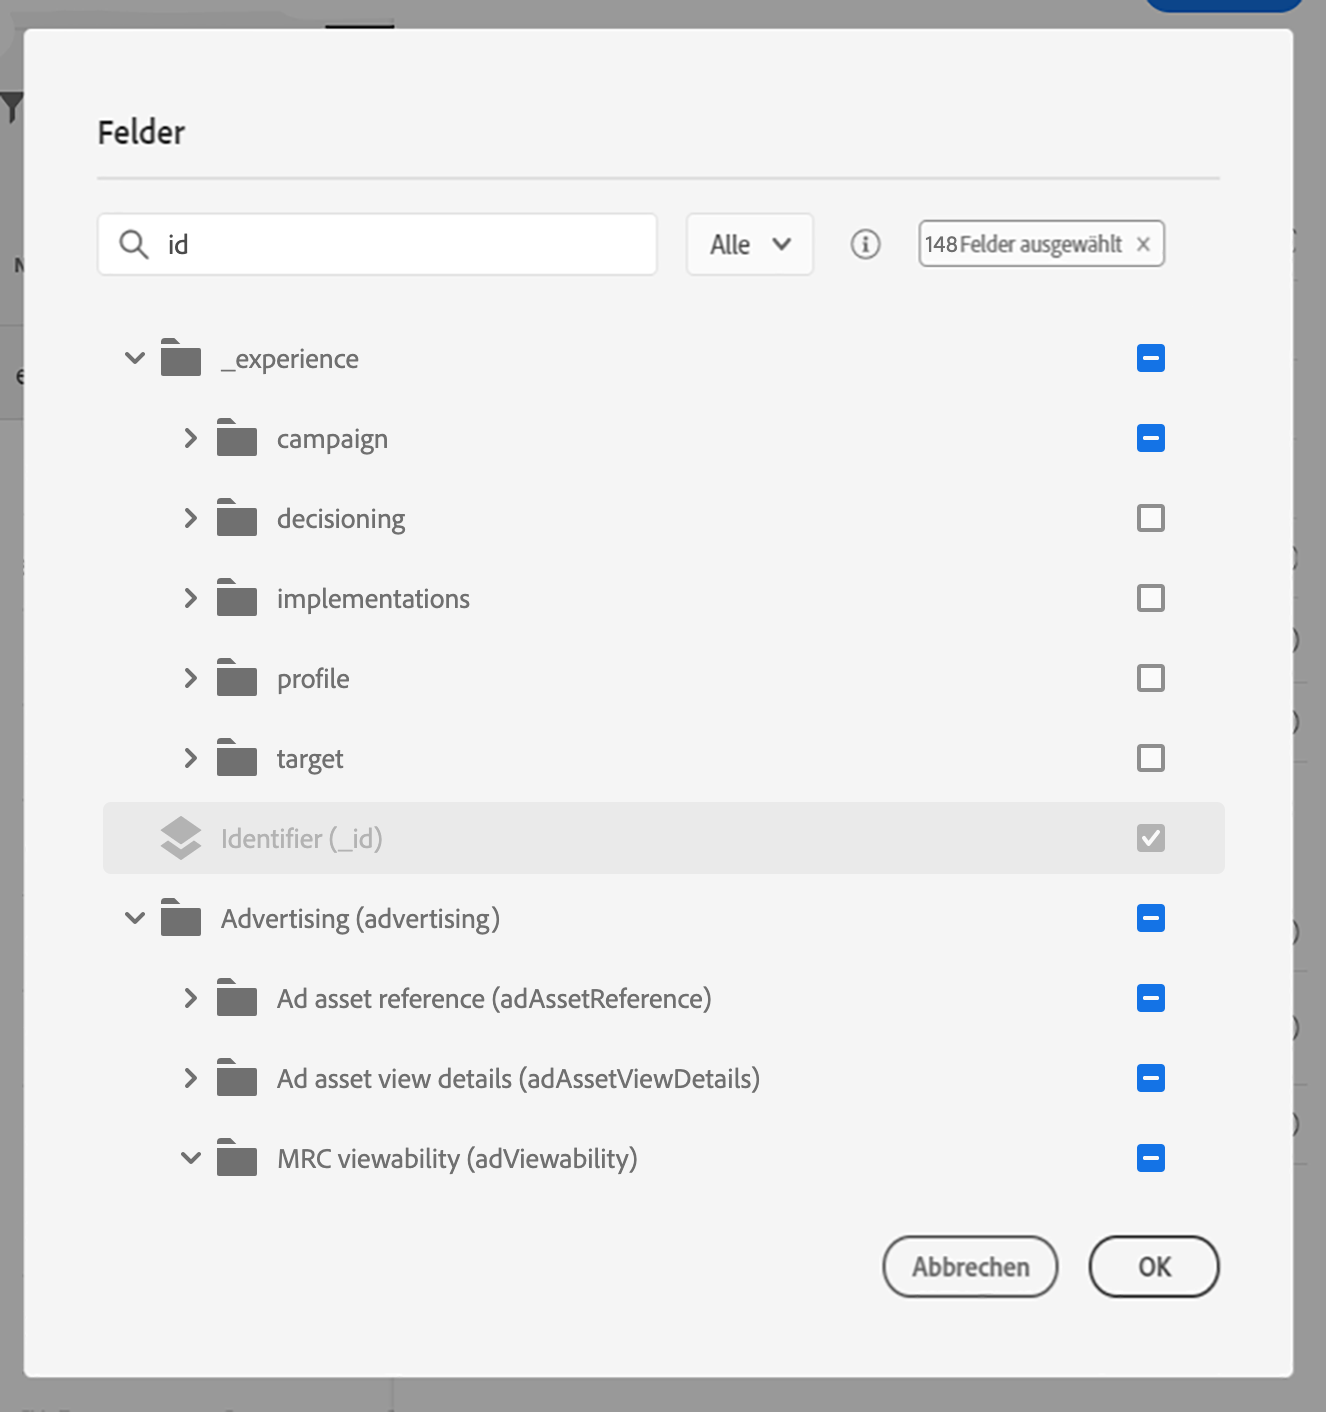 Felder
id
Alle
148 Felder ausgewählt
_experience
campaign
decisioning
implementations
profile
target
Identifier (_id)
Advertising (advertising)
Ad asset reference (adAssetReference)
Ad asset view details (adAssetViewDetails)
MRC viewability (adViewability)
Abbrechen OK